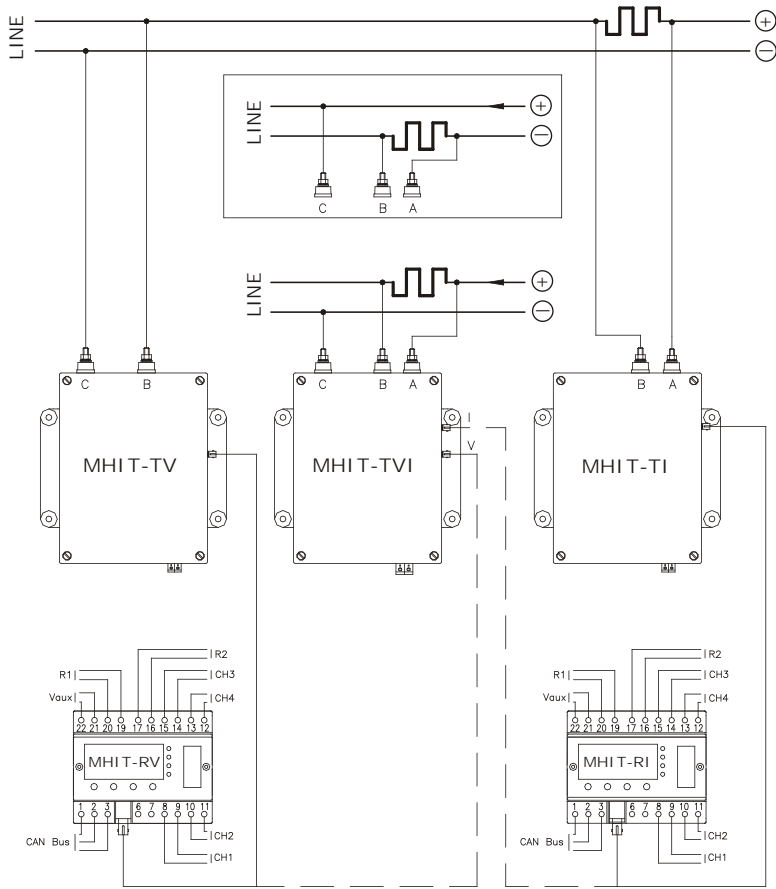 LINE
+
−
LINE
+
−
C B A
LINE
+
−
C B
C B A
B A
I
V
MHIT-TV
MHIT-TVI
MHIT-TI
R2
R1 CH3
Vaux CH4
22 21 20 19 17 16 15 14 13 12
MHIT-RV
1 2 3 6 7 8 9 10 11
CAN Bus CH2
CH1
R2
R1 CH3
Vaux CH4
22 21 20 19 17 16 15 14 13 12
MHIT-RI
1 2 3 6 7 8 9 10 11
CAN Bus CH2
CH1